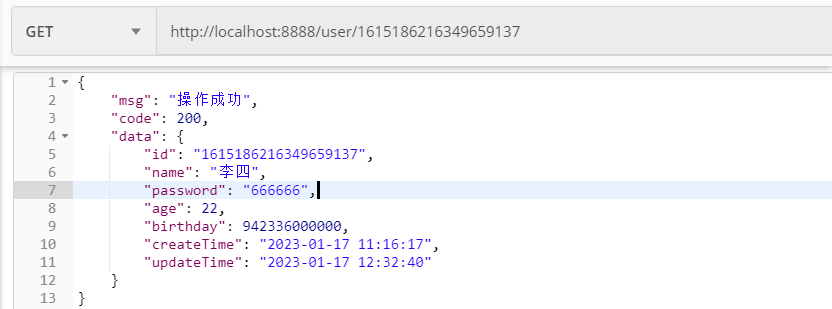 GET http://localhost:8888/user/1615186216349659137
1 {
2 "msg": "操作成功",
3 "code": 200,
4 "data": {
5 "id": "1615186216349659137",
6 "name": "李四",
7 "password": "666666",
8 "age": 22,
9 "birthday": 942336000000,
10 "createTime": "2023-01-17 11:16:17",
11 "updateTime": "2023-01-17 12:32:40"
12 }
13 }